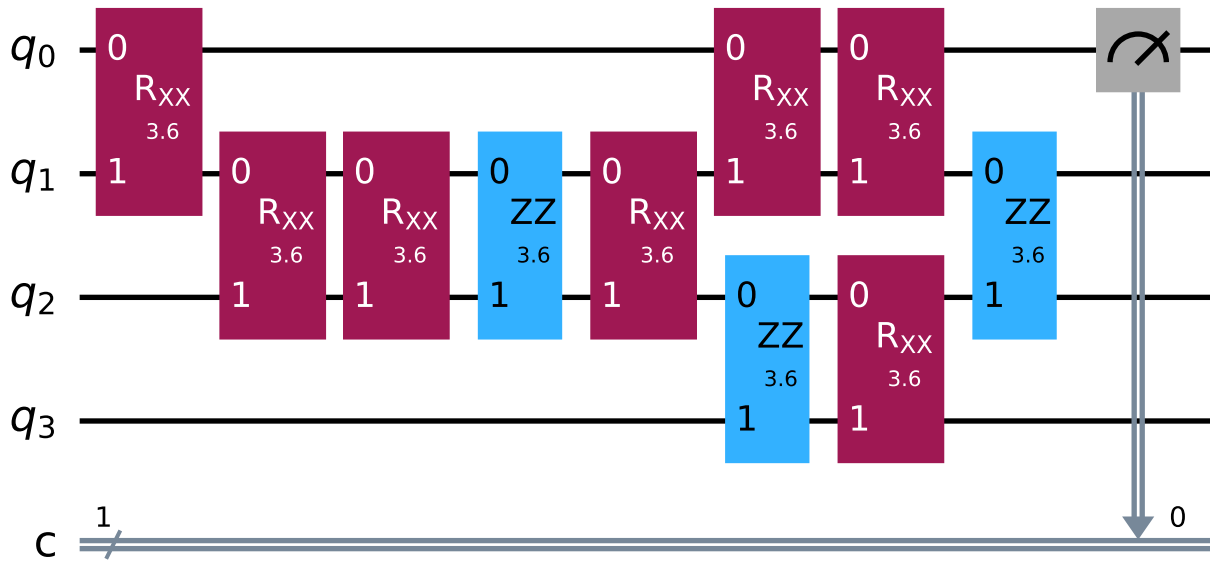 q0 0 0 0
RXX RXX RXX
3.6 3.6 3.6
q1 1 0 0 0 0 1 1 0
RXX RXX ZZ RXX ZZ
3.6 3.6 3.6 3.6 3.6
q2 1 1 1 1 0 0 1
ZZ RXX
3.6 3.6
q3 1 1
1 0
c